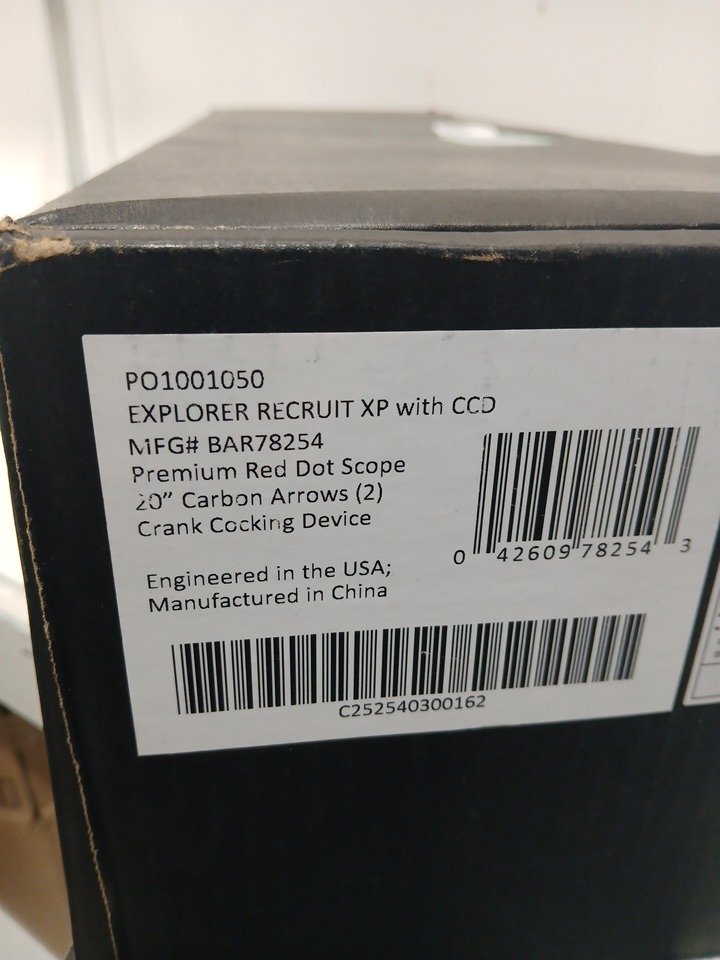 PO1001050
EXPLORER RECRUIT XP with CCD
MFG# BAR78254
Premium Red Dot Scope
20” Carbon Arrows (2)
Crank Cocking Device
0 42609 78254 3
Engineered in the USA;
Manufactured in China
C252540300162